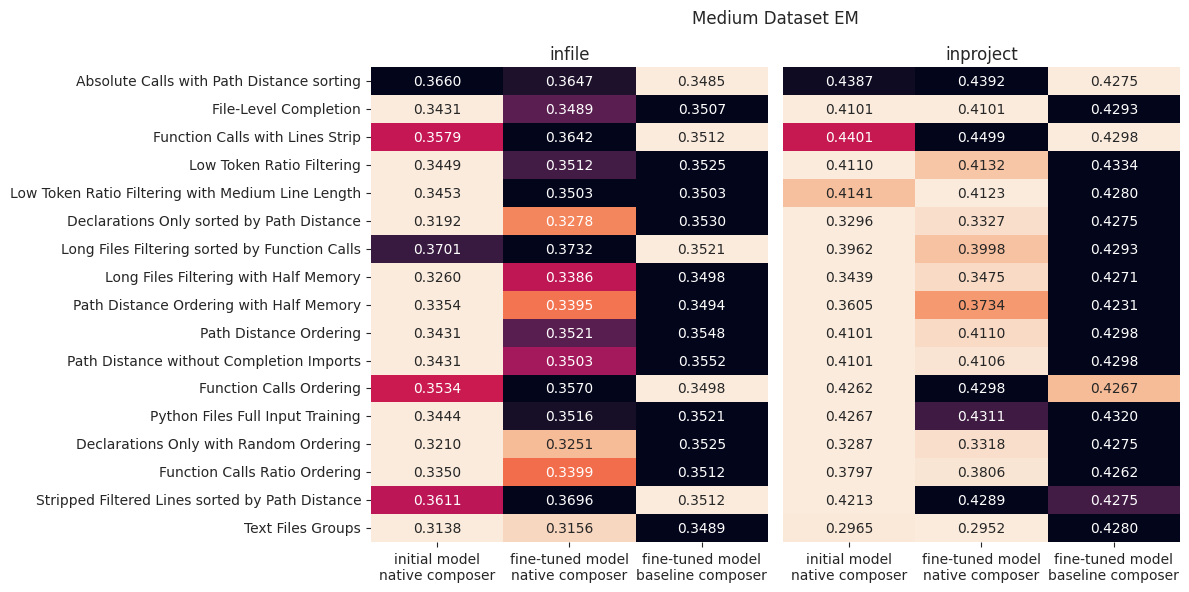 Medium Dataset EM
infile inproject
Absolute Calls with Path Distance sorting 0.3660 0.3647 0.3485 0.4387 0.4392 0.4275
File-Level Completion 0.3431 0.3489 0.3507 0.4101 0.4101 0.4293
Function Calls with Lines Strip 0.3579 0.3642 0.3512 0.4401 0.4499 0.4298
Low Token Ratio Filtering 0.3449 0.3512 0.3525 0.4110 0.4132 0.4334
Low Token Ratio Filtering with Medium Line Length 0.3453 0.3503 0.3503 0.4141 0.4123 0.4280
Declarations Only sorted by Path Distance 0.3192 0.3278 0.3530 0.3296 0.3327 0.4275
Long Files Filtering sorted by Function Calls 0.3701 0.3732 0.3521 0.3962 0.3998 0.4293
Long Files Filtering with Half Memory 0.3260 0.3386 0.3498 0.3439 0.3475 0.4271
Path Distance Ordering with Half Memory 0.3354 0.3395 0.3494 0.3605 0.3734 0.4231
Path Distance Ordering 0.3431 0.3521 0.3548 0.4101 0.4110 0.4298
Path Distance without Completion Imports 0.3431 0.3503 0.3552 0.4101 0.4106 0.4298
Function Calls Ordering 0.3534 0.3570 0.3498 0.4262 0.4298 0.4267
Python Files Full Input Training 0.3444 0.3516 0.3521 0.4267 0.4311 0.4320
Declarations Only with Random Ordering 0.3210 0.3251 0.3525 0.3287 0.3318 0.4275
Function Calls Ratio Ordering 0.3350 0.3399 0.3512 0.3797 0.3806 0.4262
Stripped Filtered Lines sorted by Path Distance 0.3611 0.3696 0.3512 0.4213 0.4289 0.4275
Text Files Groups 0.3138 0.3156 0.3489 0.2965 0.2952 0.4280
initial model fine-tuned model fine-tuned model initial model fine-tuned model fine-tuned model
native composer native composer baseline composer native composer native composer baseline composer